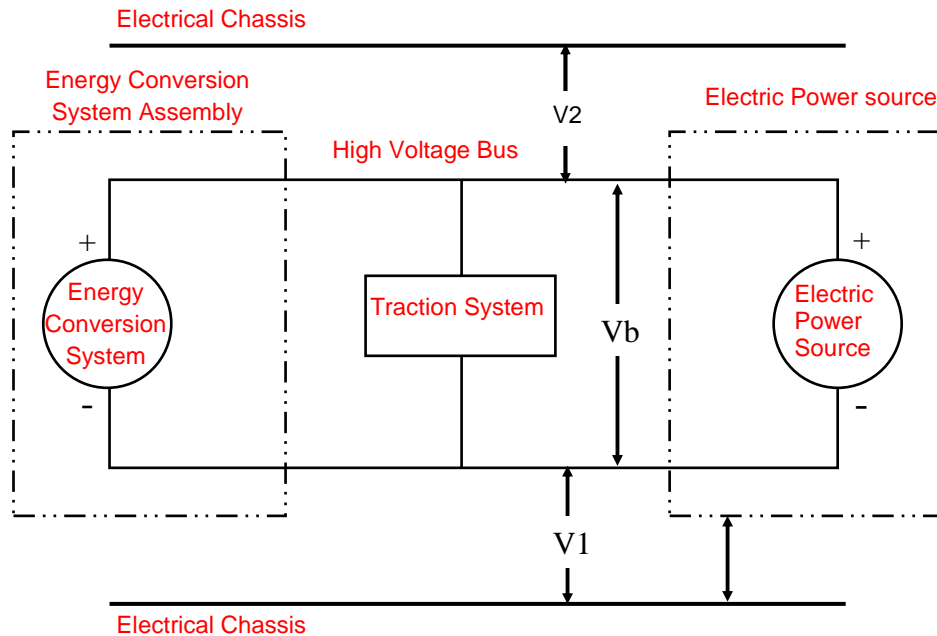 Electrical Chassis
Energy Conversion
System Assembly
V2
Electric Power source
High Voltage Bus
+
+
Energy
Conversion
System
Traction System
Vb
Electric
Power
Source
-
-
V1
Electrical Chassis